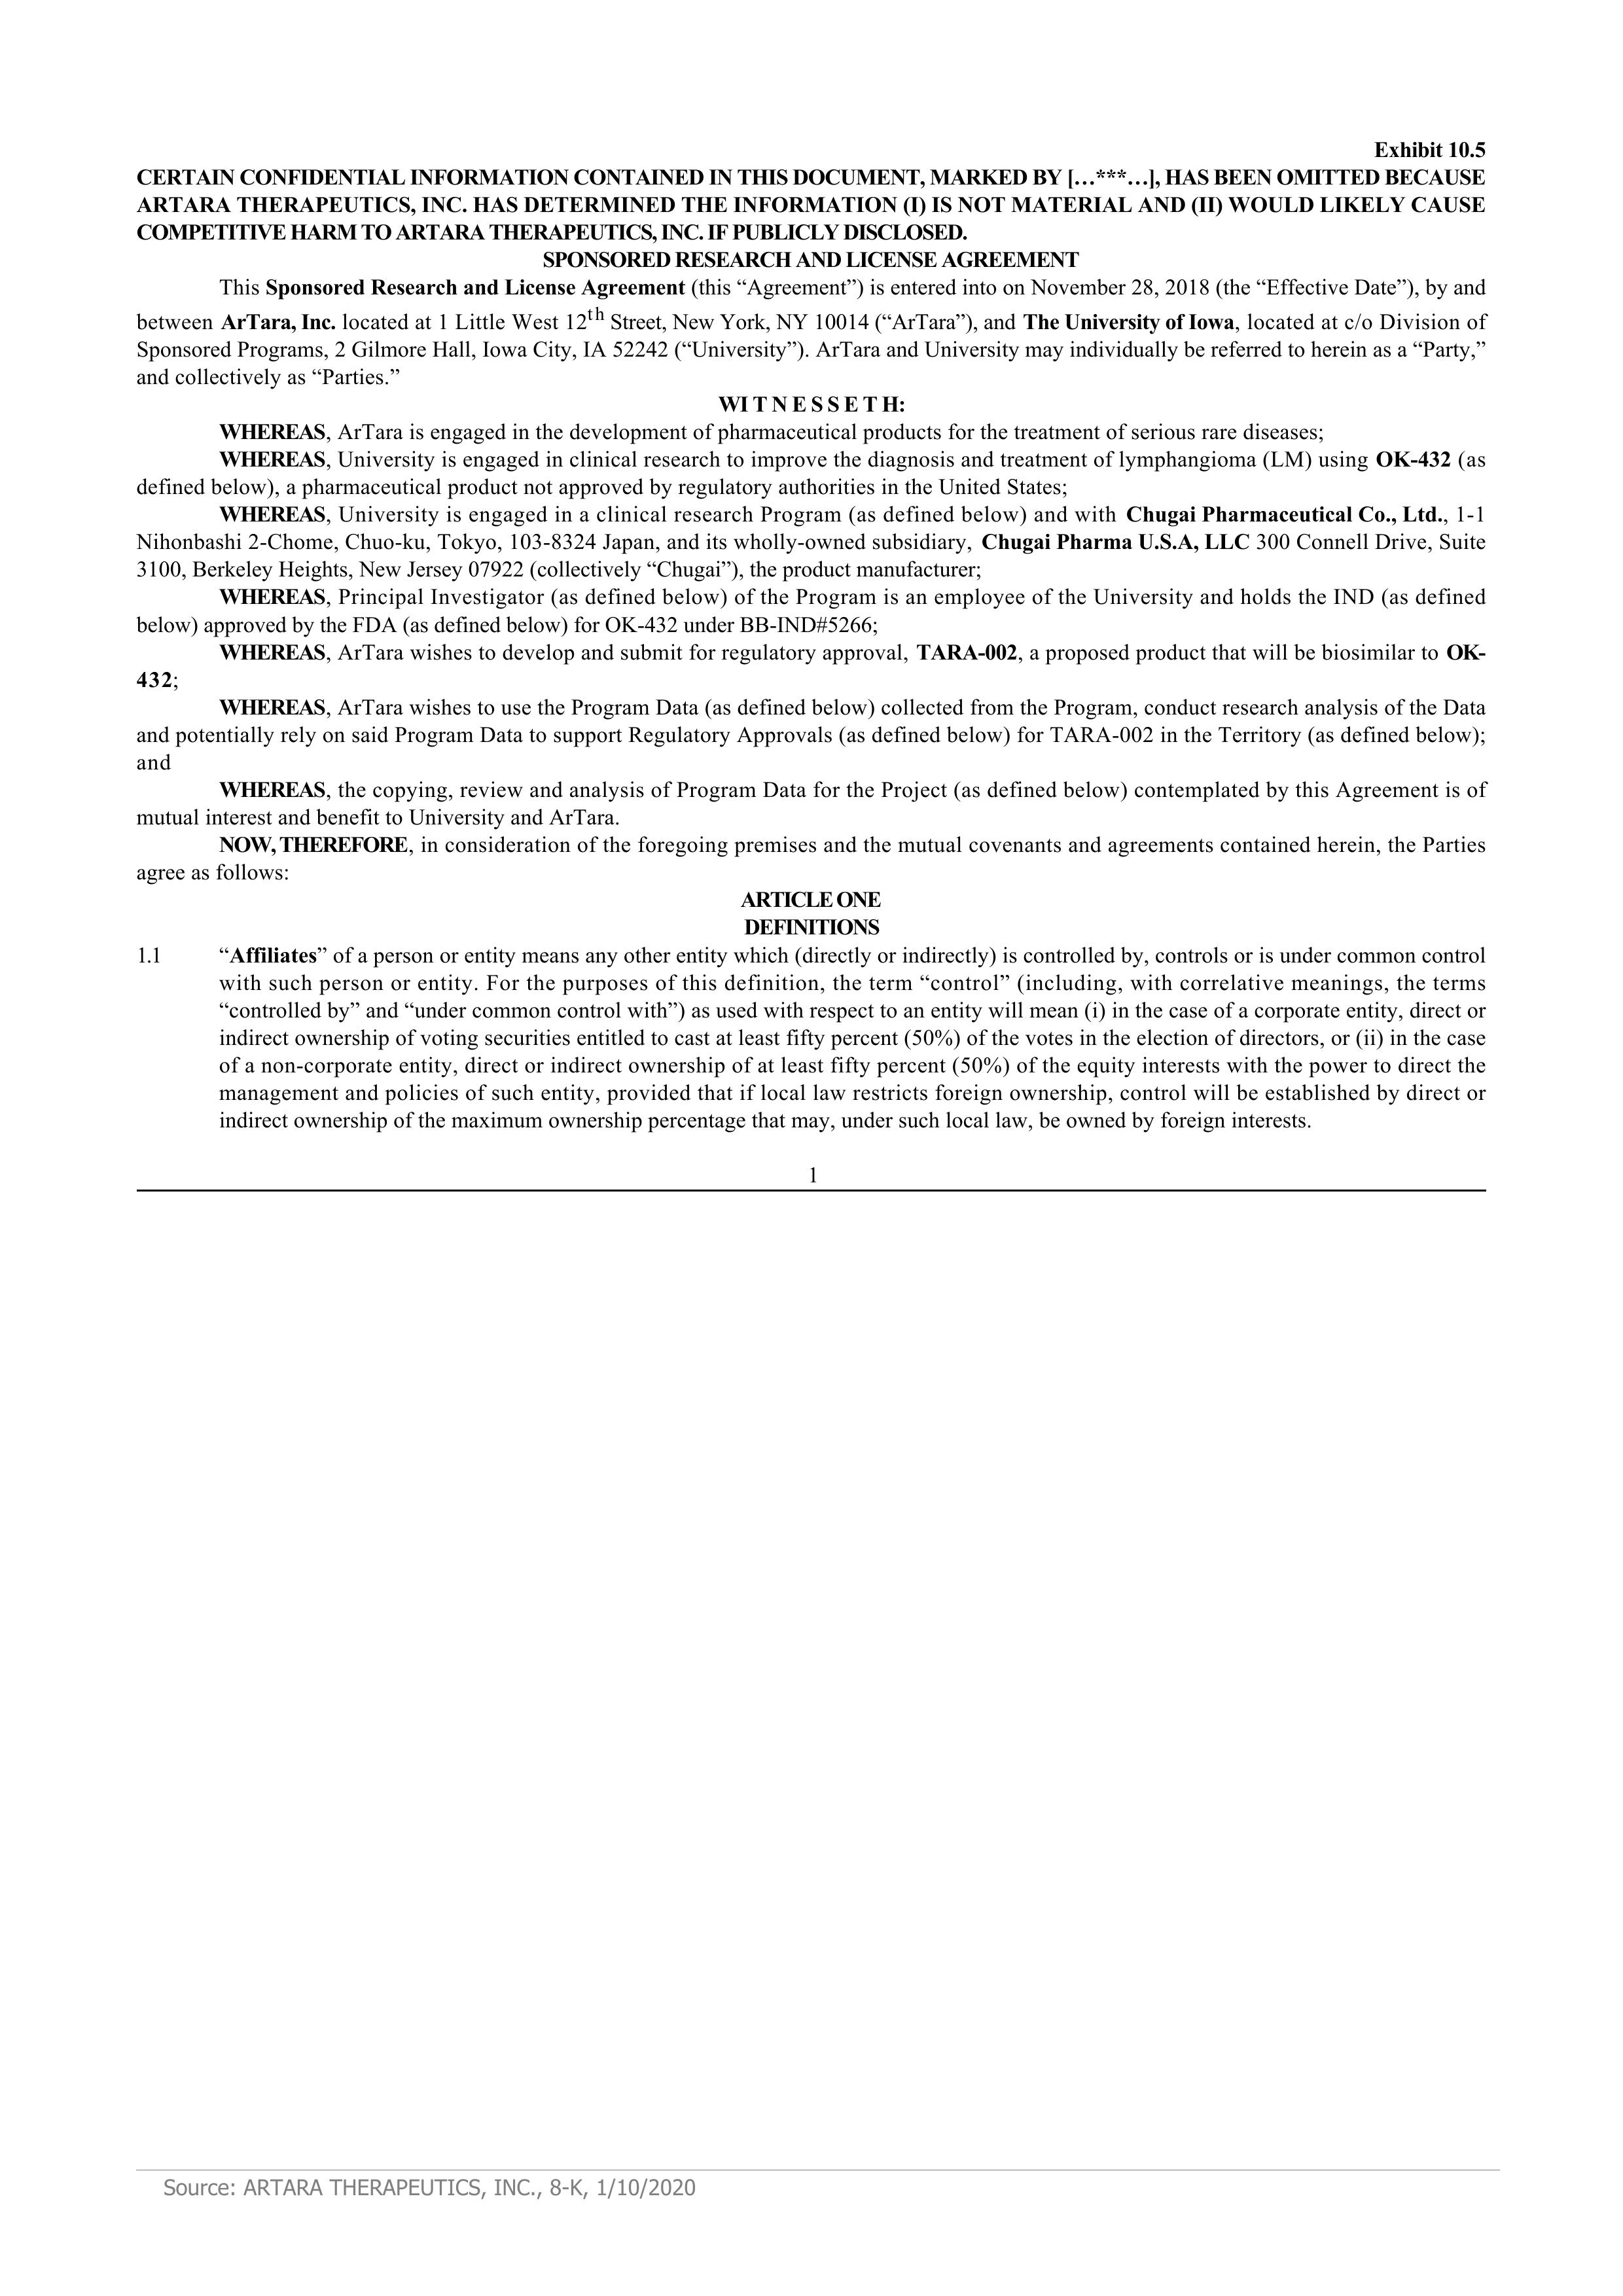 Exhibit 10.5
CERTAIN CONFIDENTIAL INFORMATION CONTAINED IN THIS DOCUMENT, MARKED BY […***…], HAS BEEN OMITTED BECAUSE
ARTARA THERAPEUTICS, INC. HAS DETERMINED THE INFORMATION (I) IS NOT MATERIAL AND (II) WOULD LIKELY CAUSE
COMPETITIVE HARM TO ARTARA THERAPEUTICS, INC. IF PUBLICLY DISCLOSED.
SPONSORED RESEARCH AND LICENSE AGREEMENT
This Sponsored Research and License Agreement (this “Agreement”) is entered into on November 28, 2018 (the “Effective Date”), by and
between ArTara, Inc. located at 1 Little West 12th Street, New York, NY 10014 (“ArTara”), and The University of Iowa, located at c/o Division of
Sponsored Programs, 2 Gilmore Hall, Iowa City, IA 52242 (“University”). ArTara and University may individually be referred to herein as a “Party,”
and collectively as “Parties.”
W I T N E S S E T H:
WHEREAS, ArTara is engaged in the development of pharmaceutical products for the treatment of serious rare diseases;
WHEREAS, University is engaged in clinical research to improve the diagnosis and treatment of lymphangioma (LM) using OK-432 (as
defined below), a pharmaceutical product not approved by regulatory authorities in the United States;
WHEREAS, University is engaged in a clinical research Program (as defined below) and with Chugai Pharmaceutical Co., Ltd., 1-1
Nihonbashi 2-Chome, Chuo-ku, Tokyo, 103-8324 Japan, and its wholly-owned subsidiary, Chugai Pharma U.S.A, LLC 300 Connell Drive, Suite
3100, Berkeley Heights, New Jersey 07922 (collectively “Chugai”), the product manufacturer;
WHEREAS, Principal Investigator (as defined below) of the Program is an employee of the University and holds the IND (as defined
below) approved by the FDA (as defined below) for OK-432 under BB-IND#5266;
WHEREAS, ArTara wishes to develop and submit for regulatory approval, TARA-002, a proposed product that will be biosimilar to OK-
432;
WHEREAS, ArTara wishes to use the Program Data (as defined below) collected from the Program, conduct research analysis of the Data
and potentially rely on said Program Data to support Regulatory Approvals (as defined below) for TARA-002 in the Territory (as defined below);
and
WHEREAS, the copying, review and analysis of Program Data for the Project (as defined below) contemplated by this Agreement is of
mutual interest and benefit to University and ArTara.
NOW, THEREFORE, in consideration of the foregoing premises and the mutual covenants and agreements contained herein, the Parties
agree as follows:
ARTICLE ONE
DEFINITIONS
1.1 “Affiliates” of a person or entity means any other entity which (directly or indirectly) is controlled by, controls or is under common control
with such person or entity. For the purposes of this definition, the term “control” (including, with correlative meanings, the terms
“controlled by” and “under common control with”) as used with respect to an entity will mean (i) in the case of a corporate entity, direct or
indirect ownership of voting securities entitled to cast at least fifty percent (50%) of the votes in the election of directors, or (ii) in the case
of a non-corporate entity, direct or indirect ownership of at least fifty percent (50%) of the equity interests with the power to direct the
management and policies of such entity, provided that if local law restricts foreign ownership, control will be established by direct or
indirect ownership of the maximum ownership percentage that may, under such local law, be owned by foreign interests.
1
Source: ARTARA THERAPEUTICS, INC., 8-K, 1/10/2020